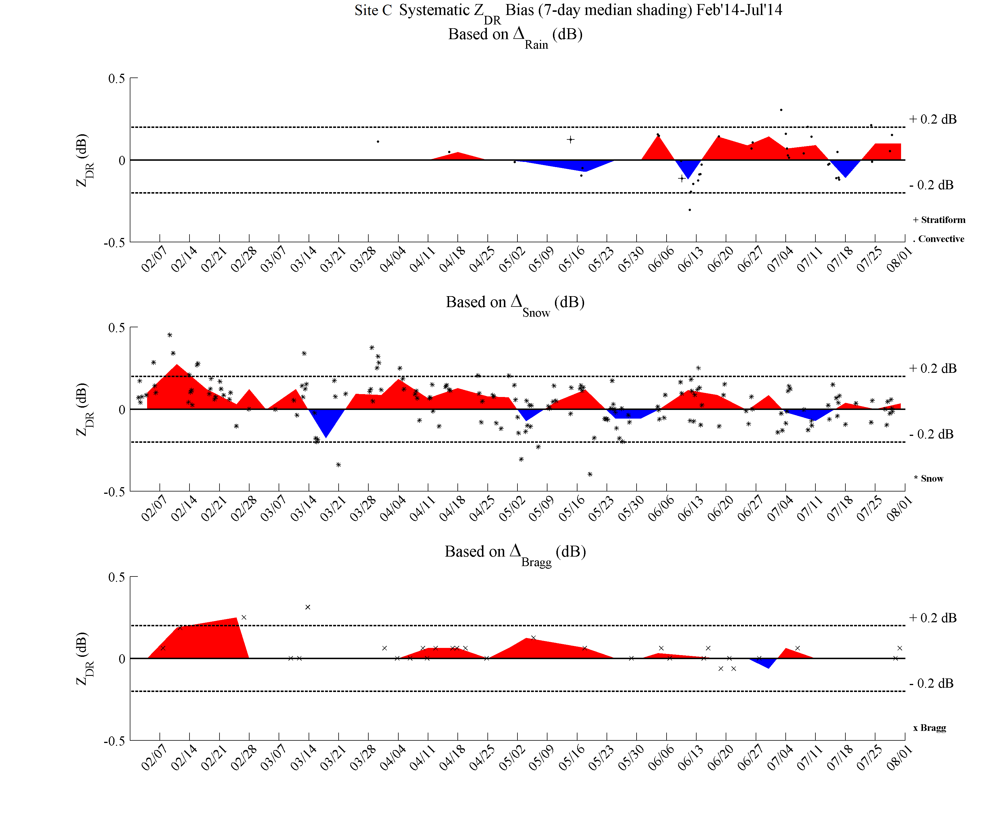 Site C Systematic Z_DR Bias (7-day median shading) Feb'14-Jul'14
Based on Δ_Rain (dB)
0.5
+ 0.2 dB
0
Z_DR (dB)
- 0.2 dB
+ Stratiform
. Convective
-0.5
02/07 02/14 02/21 02/28 03/07 03/14 03/21 03/28 04/04 04/11 04/18 04/25 05/02 05/09 05/16 05/23 05/30 06/06 06/13 06/20 06/27 07/04 07/11 07/18 07/25 08/01
Based on Δ_Snow (dB)
0.5
+ 0.2 dB
0
Z_DR (dB)
- 0.2 dB
* Snow
-0.5
02/07 02/14 02/21 02/28 03/07 03/14 03/21 03/28 04/04 04/11 04/18 04/25 05/02 05/09 05/16 05/23 05/30 06/06 06/13 06/20 06/27 07/04 07/11 07/18 07/25 08/01
Based on Δ_Bragg (dB)
0.5
+ 0.2 dB
0
Z_DR (dB)
- 0.2 dB
x Bragg
-0.5
02/07 02/14 02/21 02/28 03/07 03/14 03/21 03/28 04/04 04/11 04/18 04/25 05/02 05/09 05/16 05/23 05/30 06/06 06/13 06/20 06/27 07/04 07/11 07/18 07/25 08/01